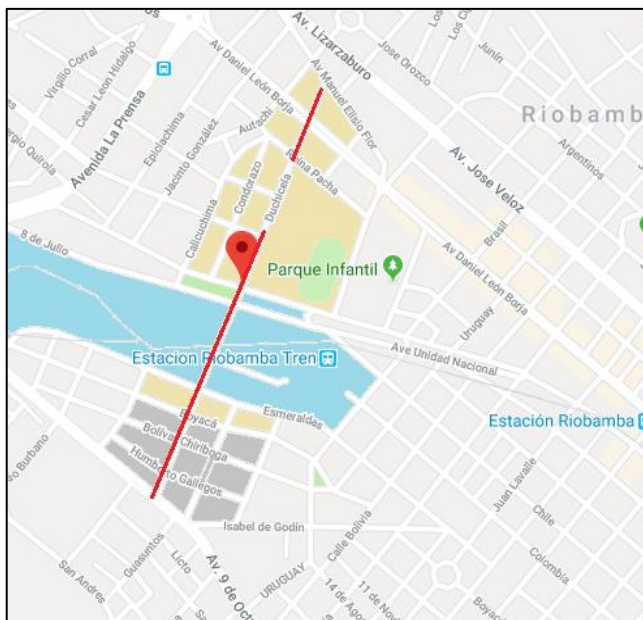 Virgilio Corral
Cesar Leon Hidalgo
Av Daniel León Borja
Av. Lizarzaburo
Jose Orozco
Junín
Av Manuel Elisio Flor
Riobamb
Avenida La Prensa
Epiclachima
Jacinto González
Autachi
Argentinos
Quirola
Condorazo
Duchicela
Reina Pacha
Av. Jose Veloz
Callcuchima
8 de Julio
Brasil
Parque Infantil
Av Daniel León Borja
Uruguay
Estacion Riobamba Tren
Ave Unidad Nacional
Boyacá
Esmeraldas
Estación Riobamba
Bolívar Chiriboga
Burbano
Humberto Gallegos
Juan Lavalle
Isabel de Godín
Chile
Guasuntos
Calle Bolivia
Licto
Av. 9 de Oct
Colombia
San Andres
URUGUAY
11 de Nov
14 de Ago
Boyac